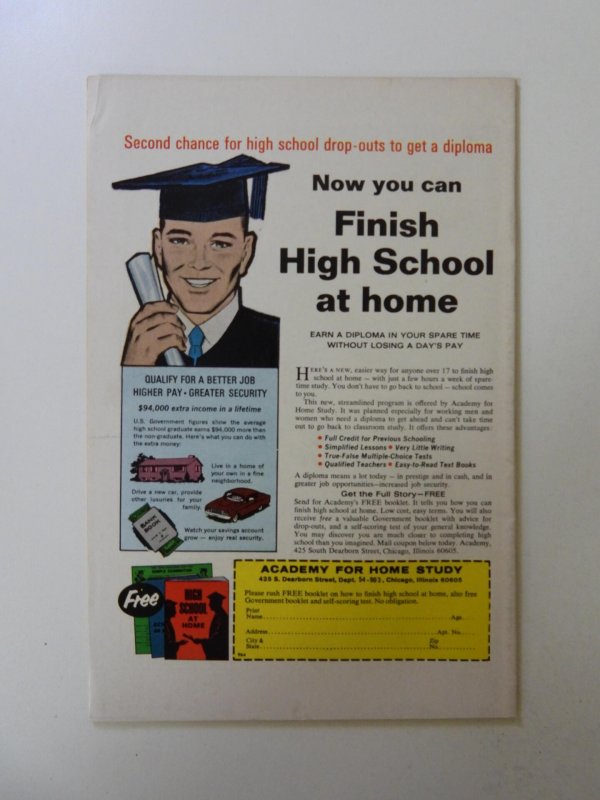 Second chance for high school drop-outs to get a diploma
Now you can
Finish
High School
at home
EARN A DIPLOMA IN YOUR SPARE TIME
WITHOUT LOSING A DAY'S PAY
QUALIFY FOR A BETTER JOB
HIGHER PAY • GREATER SECURITY
$94,000 extra income in a lifetime
U.S. Government figures show the average
high school graduate earns $94,000 more than
the non-graduate. Here's what you can do with
the extra money:
Live in a home of
your own in a fine
neighborhood.
Drive a new car, provide
other luxuries for your
family.
BANK
BOOK
Watch your savings account
grow — enjoy real security.
HERE'S A NEW, easier way for anyone over 17 to finish high
school at home — with just a few hours a week of spare-
time study. You don't have to go back to school — school comes
to you.
This new, streamlined program is offered by Academy for
Home Study. It was planned especially for working men and
women who need a diploma to get ahead and can't take time
out to go back to classroom study. It offers these advantages:
• Full Credit for Previous Schooling
• Simplified Lessons • Very Little Writing
• True-False Multiple-Choice Tests
• Qualified Teachers • Easy-to-Read Text Books
A diploma means a lot today — in prestige and in cash, and in
greater job opportunities—increased job security.
Get the Full Story—FREE
Send for Academy's FREE booklet. It tells you how you can
finish high school at home. Low cost, easy terms. You will also
receive free a valuable Government booklet with advice for
drop-outs, and a self-scoring test of your general knowledge.
You may discover you are much closer to completing high
school than you imagined. Mail coupon below today. Academy,
425 South Dearborn Street, Chicago, Illinois 60605.
Free
HIGH
SCHOOL
AT
HOME
ACADEMY FOR HOME STUDY
425 S. Dearborn Street, Dept. 54-903, Chicago, Illinois 60605
Please rush FREE booklet on how to finish high school at home, also free
Government booklet and self-scoring test. No obligation.
Print
Name Age
Address Apt. No.
City & Zip
State No.